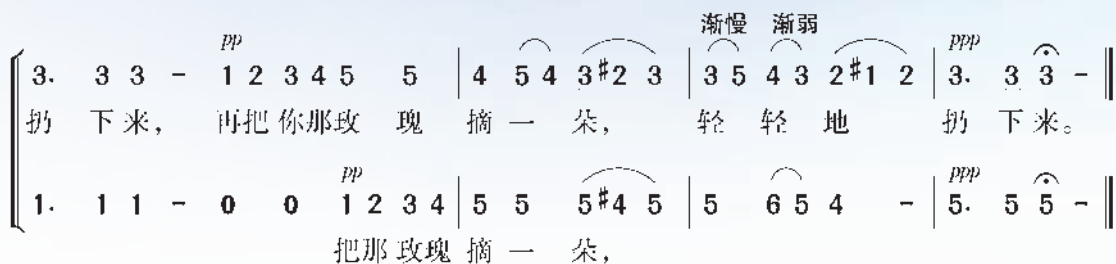 渐慢 渐弱
pp ppp
3. 3 3 - 1 2 3 4 5 5 | 4 5 4 3 #2 3 | 3 5 4 3 2 #1 2 | 3. 3 3 - ‖
扔 下来， 再把你那玫 瑰 摘 一 朵， 轻 轻 地 扔 下来。
pp ppp
1. 1 1 - 0 0 1 2 3 4 | 5 5 5 #4 5 | 5 6 5 4 - | 5. 5 5 - ‖
把那玫瑰 摘 一 朵，